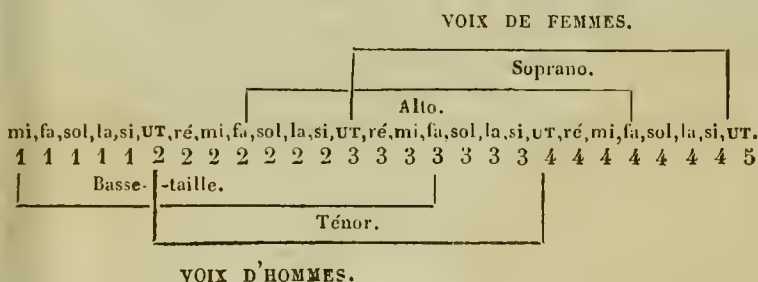 VOIX DE FEMMES.
Soprano.
Alto.
mi,fa,sol,la,si,UT,ré,mi,fa,sol,la,si,UT,ré,mi,fa,sol,la,si,UT,ré,mi,fa,sol,la,si,UT.
1 1 1 1 1 2 2 2 2 2 2 2 3 3 3 3 3 3 3 4 4 4 4 4 4 4 5
Basse- -taille.
Ténor.
VOIX D'HOMMES.